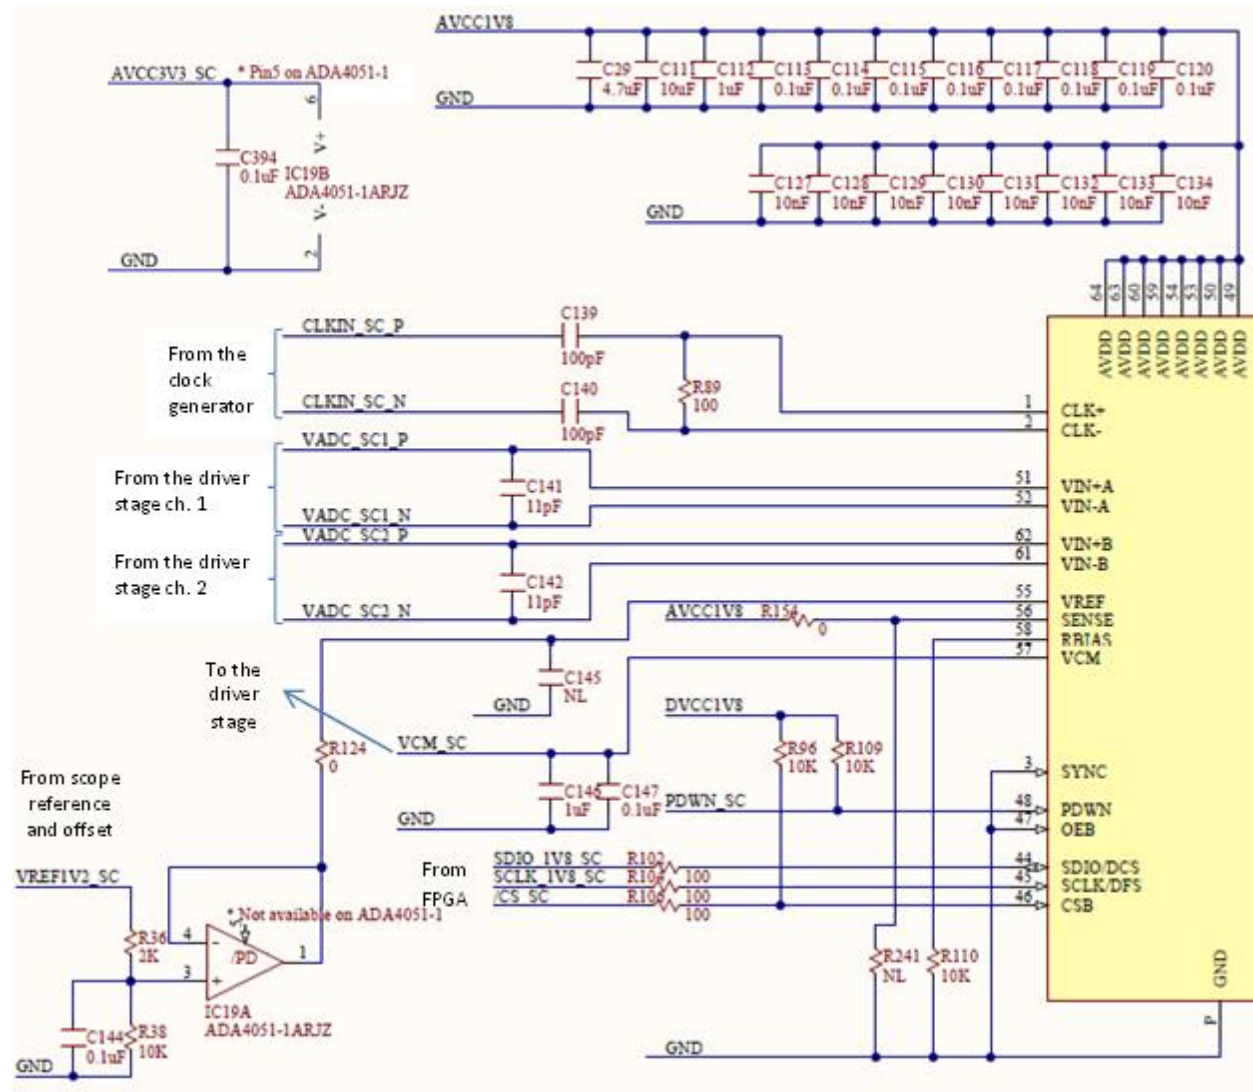 AVCC1V8
C29 C111 C112 C113 C114 C115 C116 C117 C118 C119 C120
4.7uF 10uF 1uF 0.1uF 0.1uF 0.1uF 0.1uF 0.1uF 0.1uF 0.1uF 0.1uF
GND
AVCC3V3_SC * Pin5 on ADA4051-1
6
V+
C394
0.1uF IC19B
ADA4051-1ARJZ
V-
2
GND
C127 C128 C129 C130 C131 C132 C133 C134
10nF 10nF 10nF 10nF 10nF 10nF 10nF 10nF
GND
64 63 60 59 54 53 50 49
AVDD AVDD AVDD AVDD AVDD AVDD AVDD AVDD
From the
clock
generator
CLKIN_SC_P
C139
100pF
R89
100
CLKIN_SC_N
C140
100pF
1 CLK+
2 CLK-
From the driver
stage ch. 1
VADC_SC1_P
C141
11pF
VADC_SC1_N
51 VIN+A
52 VIN-A
From the driver
stage ch. 2
VADC_SC2_P
C142
11pF
VADC_SC2_N
62 VIN+B
61 VIN-B
55 VREF
AVCC1V8 R154 0
56 SENSE
58 RBIAS
57 VCM
To the
driver
stage
C145
NL
GND
R124
0
VCM_SC
C146 C147
1uF 0.1uF
GND
DVCC1V8
R96 R109
10K 10K
PDWN_SC
3 SYNC
48 PDWN
47 OEB
From scope
reference
and offset
From
FPGA
SDIO_1V8_SC R102 100
SCLK_1V8_SC 100
/CS_SC 100
44 SDIO/DCS
45 SCLK/DFS
46 CSB
VREF1V2_SC
* Not available on ADA4051-1
R36
2K
4 -
5
/PD
1
3 +
IC19A
ADA4051-1ARJZ
C144 R38
0.1uF 10K
GND
R241 R110
NL 10K
GND
GND
P